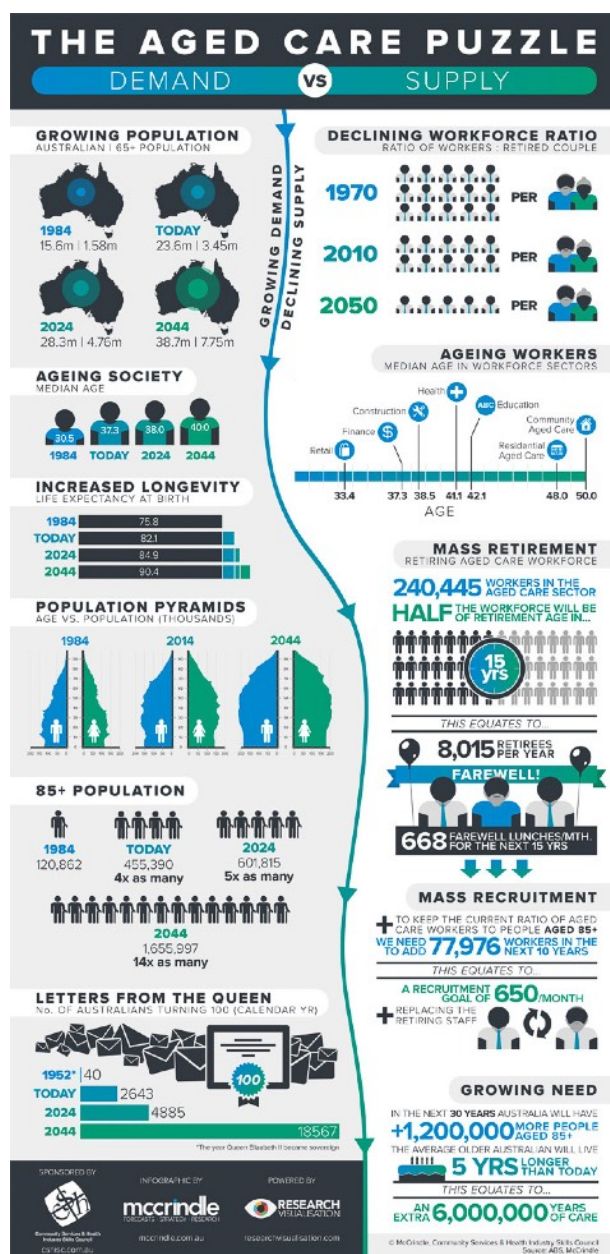 THE AGED CARE PUZZLE
DEMAND VS SUPPLY
GROWING POPULATION
AUSTRALIAN | 65+ POPULATION
1984
15.6m | 1.58m
TODAY
23.6m | 3.45m
2024
28.3m | 4.76m
2044
38.7m | 7.75m
GROWING DEMAND
DECLINING SUPPLY
AGEING SOCIETY
MEDIAN AGE
30.5 37.3 38.0 40.0
1984 TODAY 2024 2044
INCREASED LONGEVITY
LIFE EXPECTANCY AT BIRTH
1984 75.8
TODAY 82.1
2024 84.9
2044 90.4
POPULATION PYRAMIDS
AGE VS. POPULATION (THOUSANDS)
1984 2014 2044
85+ POPULATION
1984
120,862
TODAY
455,390
4x as many
2024
601,815
5x as many
2044
1,655,997
14x as many
LETTERS FROM THE QUEEN
No. OF AUSTRALIANS TURNING 100 (CALENDAR YR)
100
1952* 40
TODAY 2643
2024 4885
2044 18567
*The year Queen Elizabeth II became sovereign
SPONSORED BY
Community Services & Health
Industry Skills Council
INFOGRAPHIC BY
mccrindle
FORECASTS · STRATEGY · RESEARCH
mccrindle.com.au
POWERED BY
RESEARCH
VISUALISATION
researchvisualisation.com
DECLINING WORKFORCE RATIO
RATIO OF WORKERS : RETIRED COUPLE
1970 PER
2010 PER
2050 PER
AGEING WORKERS
MEDIAN AGE IN WORKFORCE SECTORS
Retail
Finance
Construction
Health
ABC Education
Residential
Aged Care
Community
Aged Care
33.4 37.3 38.5 41.1 42.1 48.0 50.0
AGE
MASS RETIREMENT
RETIRING AGED CARE WORKFORCE
240,445 WORKERS IN THE
AGED CARE SECTOR
HALF THE WORKFORCE WILL BE
OF RETIREMENT AGE IN...
15
yrs
THIS EQUATES TO...
8,015 RETIREES
PER YEAR
FAREWELL!
668 FAREWELL LUNCHES/MTH.
FOR THE NEXT 15 YRS
MASS RECRUITMENT
+ TO KEEP THE CURRENT RATIO OF AGED
CARE WORKERS TO PEOPLE AGED 85+
WE NEED
TO ADD 77,976 WORKERS IN THE
NEXT 10 YEARS
THIS EQUATES TO...
A RECRUITMENT
GOAL OF 650/MONTH
+ REPLACING THE
RETIRING STAFF
GROWING NEED
IN THE NEXT 30 YEARS AUSTRALIA WILL HAVE
+1,200,000 MORE PEOPLE
AGED 85+
THE AVERAGE OLDER AUSTRALIAN WILL LIVE
5 YRS LONGER
THAN TODAY
THIS EQUATES TO...
AN
EXTRA 6,000,000 YEARS
OF CARE
© McCrindle, Community Services & Health Industry Skills Council
Source: ABS, McCrindle